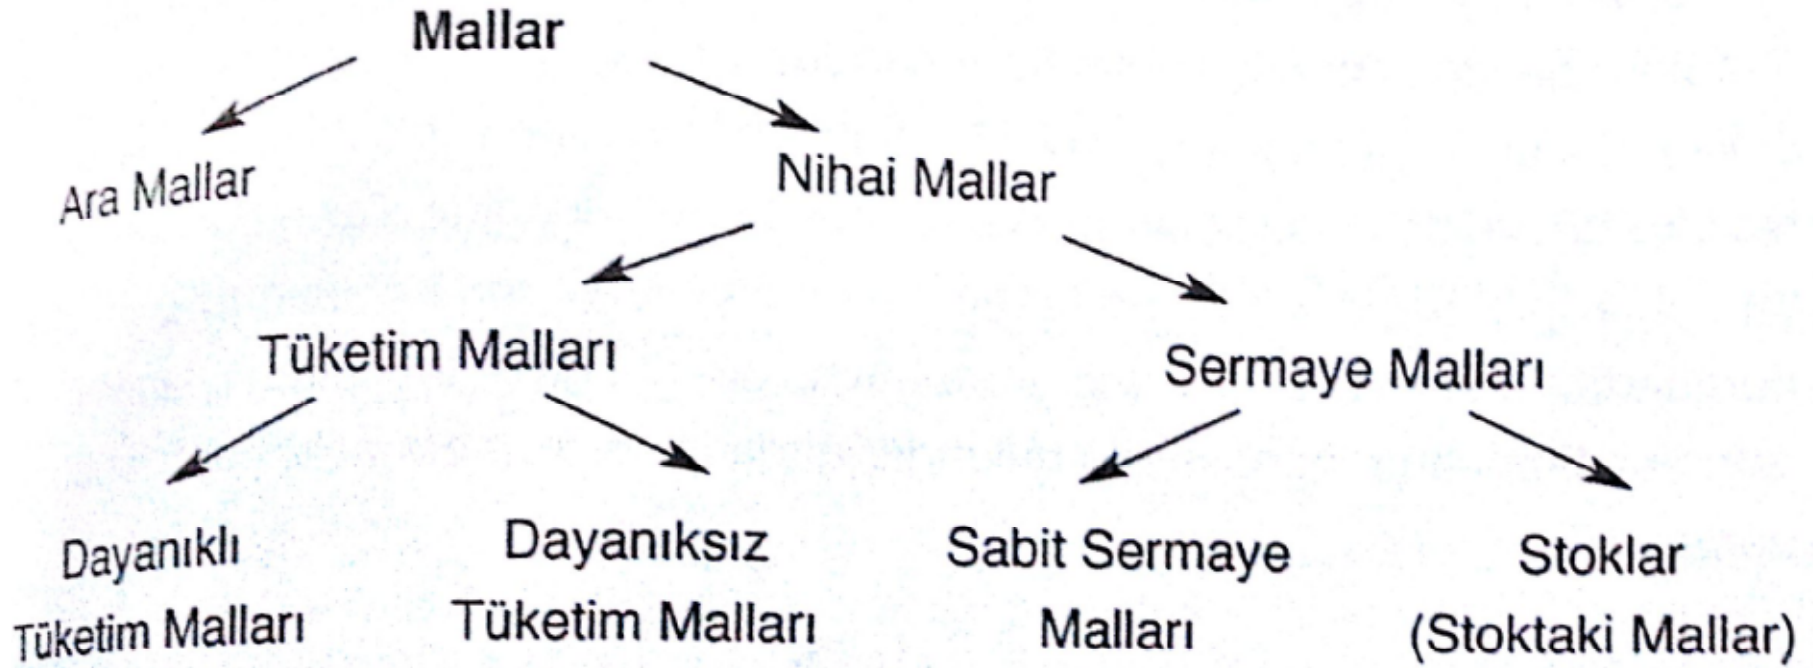 Mallar
Ara Mallar
Nihai Mallar
Tüketim Malları
Sermaye Malları
Dayanıklı
Tüketim Malları
Dayanıksız
Tüketim Malları
Sabit Sermaye
Malları
Stoklar
(Stoktaki Mallar)